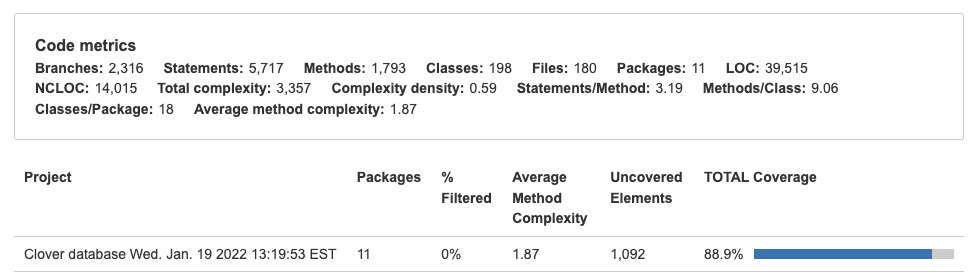 Code metrics
Branches: 2,316 Statements: 5,717 Methods: 1,793 Classes: 198 Files: 180 Packages: 11 LOC: 39,515
NCLOC: 14,015 Total complexity: 3,357 Complexity density: 0.59 Statements/Method: 3.19 Methods/Class: 9.06
Classes/Package: 18 Average method complexity: 1.87
Project Packages % Average Uncovered TOTAL Coverage
Filtered Method Elements
Complexity
Clover database Wed. Jan. 19 2022 13:19:53 EST 11 0% 1.87 1,092 88.9%